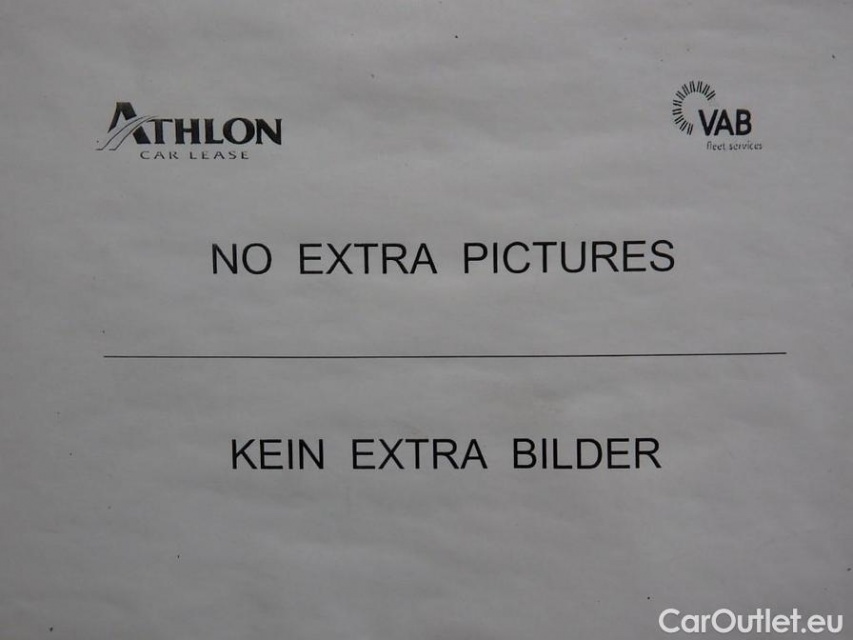 ATHLON
CAR LEASE
VAB
fleet services
NO EXTRA PICTURES
KEIN EXTRA BILDER
CarOutlet.eu